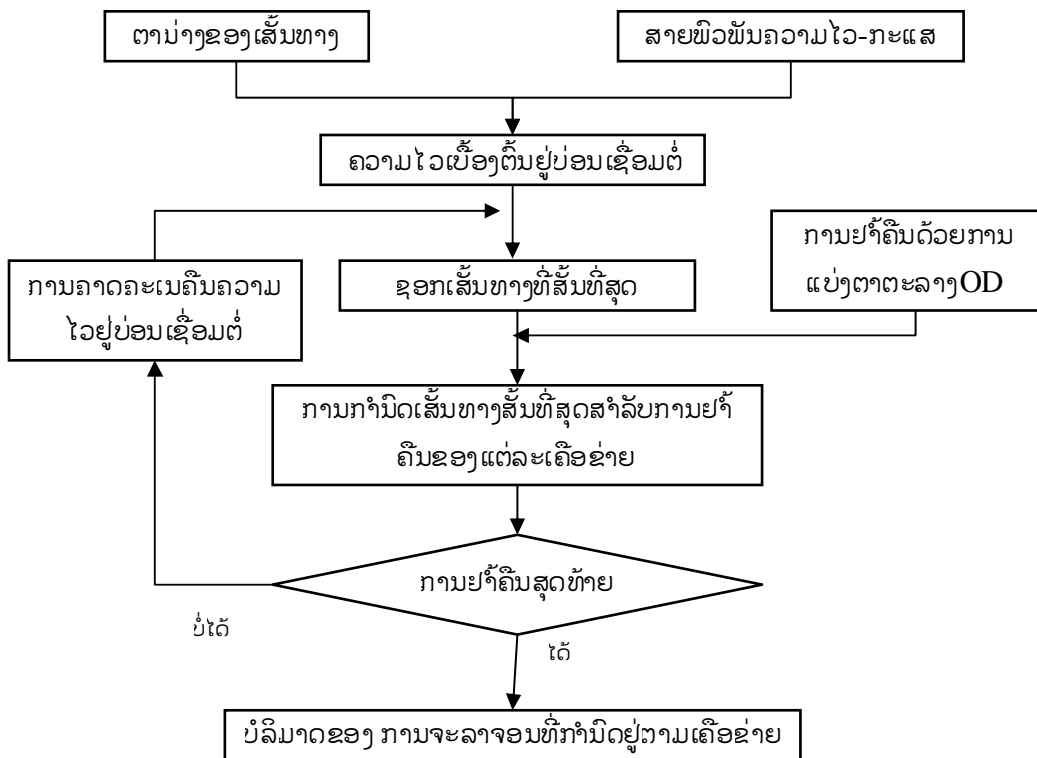 ຕານ່າງຂອງເສັ້ນທາງ
ສາຍພົວພັນຄວາມໄວ-ກະແສ
ຄວາມໄວເບື້ອງຕົ້ນຢູ່ບ່ອນເຊື່ອມຕໍ່
ການຢ້ຳຄືນດ້ວຍການ
ແບ່ງຕາຕະລາງOD
ການຄາດຄະເນຄືນຄວາມ
ໄວຢູ່ບ່ອນເຊື່ອມຕໍ່
ຊອກເສັ້ນທາງທີ່ສັ້ນທີ່ສຸດ
ການກຳນົດເສັ້ນທາງສັ້ນທີ່ສຸດສຳລັບການຢ້ຳ
ຄືນຂອງແຕ່ລະເຄືອຂ່າຍ
ການຢ້ຳຄືນສຸດທ້າຍ
ບໍ່ໄດ້
ໄດ້
ບໍລິມາດຂອງ ການຈະລາຈອນທີ່ກຳນົດຢູ່ຕາມເຄືອຂ່າຍ